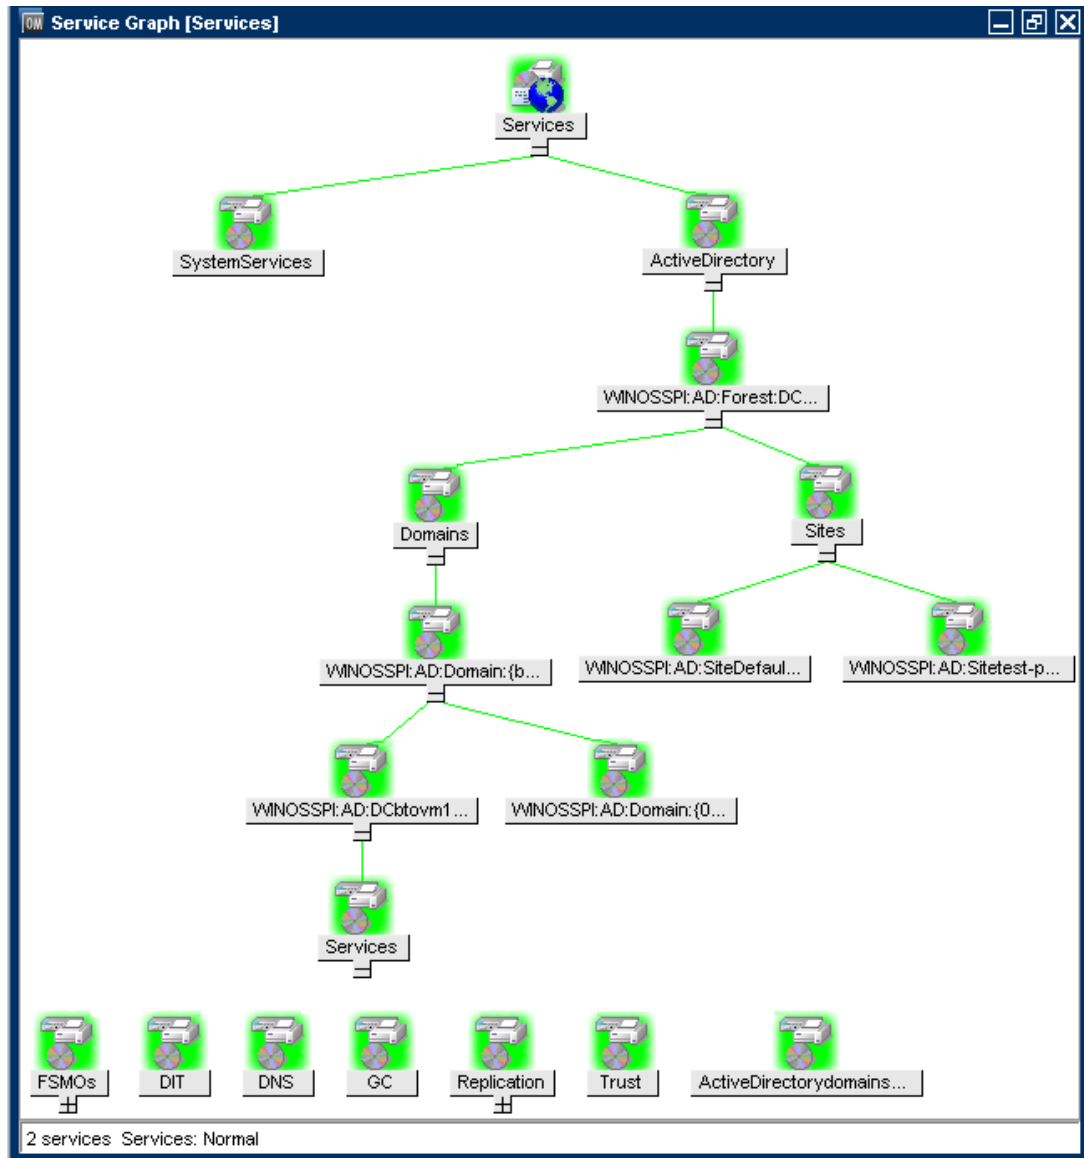 OM Service Graph [Services]
Services
SystemServices
ActiveDirectory
WINOSSPI:AD:Forest:DC...
Domains
Sites
WINOSSPI:AD:Domain:{b...
WINOSSPI:AD:SiteDefaul...
WINOSSPI:AD:Sitetest-p...
WINOSSPI:AD:DCbtovm1...
WINOSSPI:AD:Domain:{0...
Services
FSMOs
DIT
DNS
GC
Replication
Trust
ActiveDirectorydomains...
2 services Services: Normal